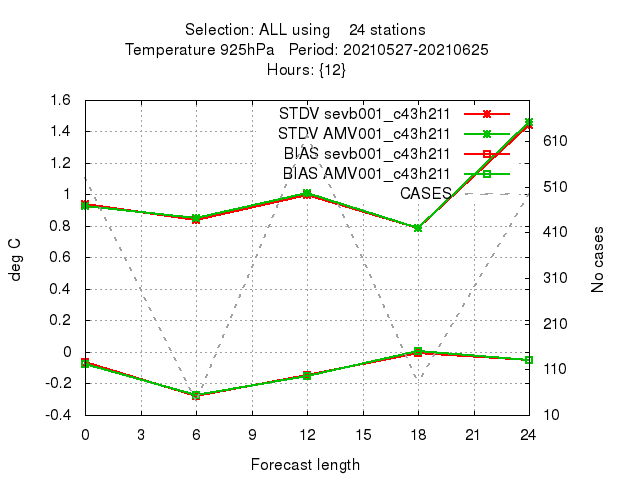 Selection: ALL using 24 stations
Temperature 925hPa Period: 20210527-20210625
Hours: {12}
STDV sevb001_c43h211
STDV AMV001_c43h211
BIAS sevb001_c43h211
BIAS AMV001_c43h211
CASES
deg C
1.6
1.4
1.2
1
0.8
0.6
0.4
0.2
0
-0.2
-0.4
No cases
610
510
410
310
210
110
10
0 3 6 9 12 15 18 21 24
Forecast length